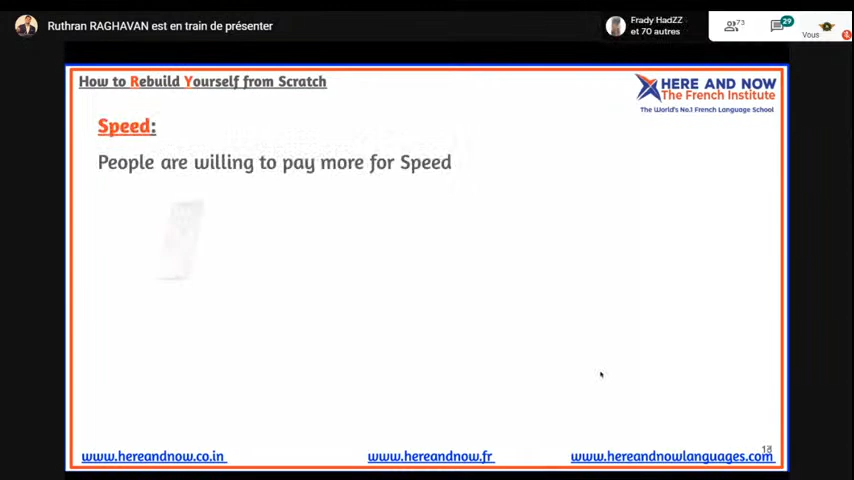 Ruthran RAGHAVAN est en train de présenter
Frady HadZZ
et 70 autres
73
29
Vous
How to Rebuild Yourself from Scratch
HERE AND NOW
The French Institute
The World's No.1 French Language School
Speed:
People are willing to pay more for Speed
www.hereandnow.co.in
www.hereandnow.fr
www.hereandnowlanguages.com